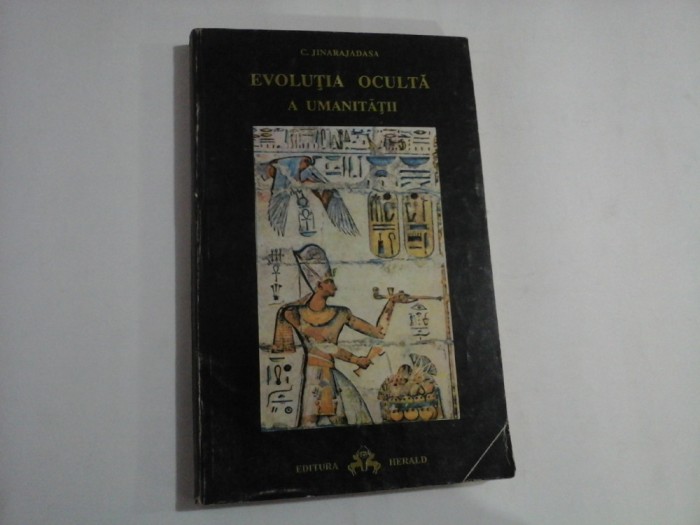 C. JINARAJADASA
EVOLUȚIA OCULTĂ
A UMANITĂȚII
EDITURA HERALD